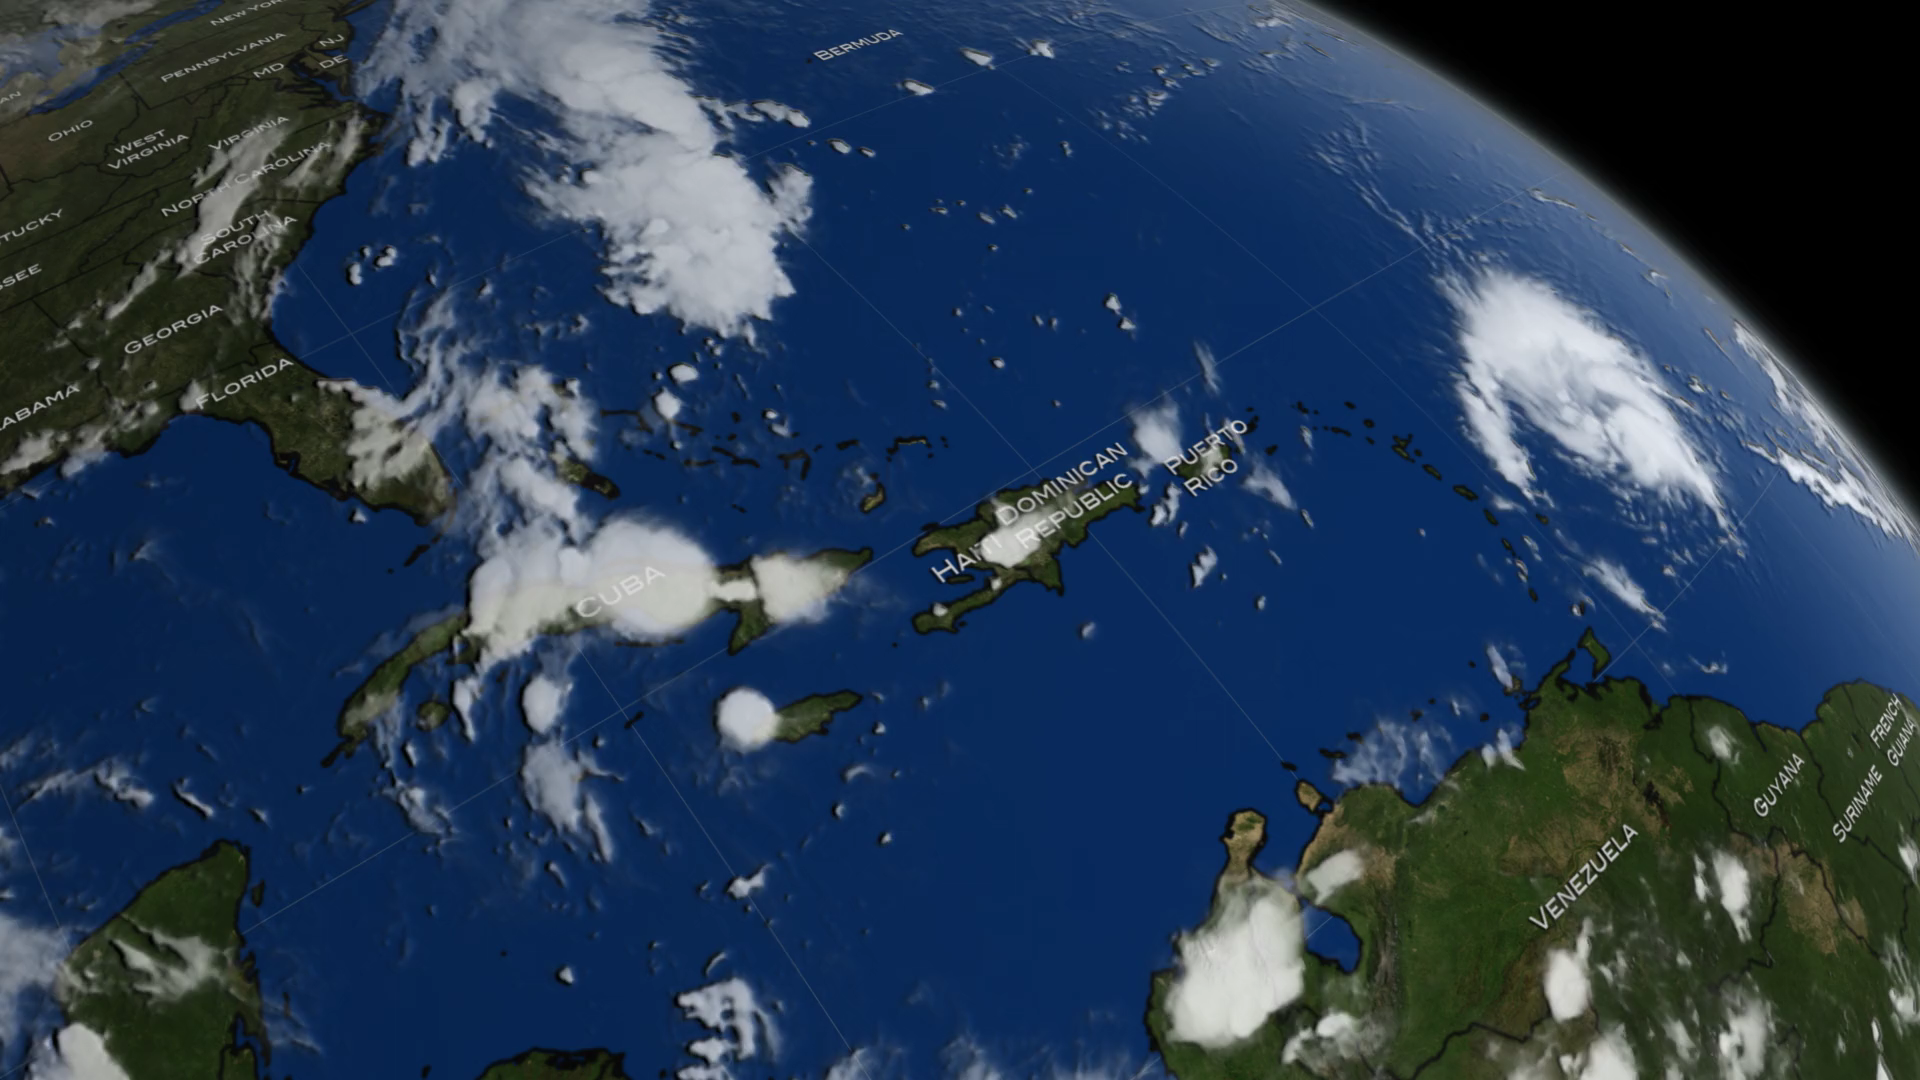 NEW YORK
PENNSYLVANIA
NJ
MD
DE
OHIO
WEST
VIRGINIA
VIRGINIA
NORTH CAROLINA
SOUTH
CAROLINA
GEORGIA
FLORIDA
BERMUDA
CUBA
HAITI
DOMINICAN
REPUBLIC
PUERTO
RICO
VENEZUELA
GUYANA
SURINAME
FRENCH
GUIANA